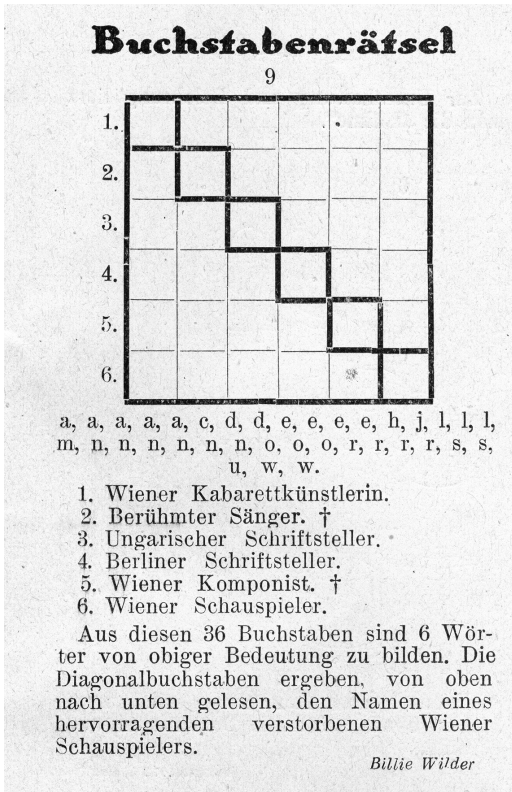 Buchstabenrätsel
9
1.
2.
3.
4.
5.
6.
a, a, a, a, a, c, d, d, e, e, e, e, h, j, l, l, l,
m, n, n, n, n, n, n, o, o, o, r, r, r, r, s, s,
u, w, w.
1. Wiener Kabarettkünstlerin.
2. Berühmter Sänger. †
3. Ungarischer Schriftsteller.
4. Berliner Schriftsteller.
5. Wiener Komponist. †
6. Wiener Schauspieler.
Aus diesen 36 Buchstaben sind 6 Wör-
ter von obiger Bedeutung zu bilden. Die
Diagonalbuchstaben ergeben, von oben
nach unten gelesen, den Namen eines
hervorragenden verstorbenen Wiener
Schauspielers.
Billie Wilder